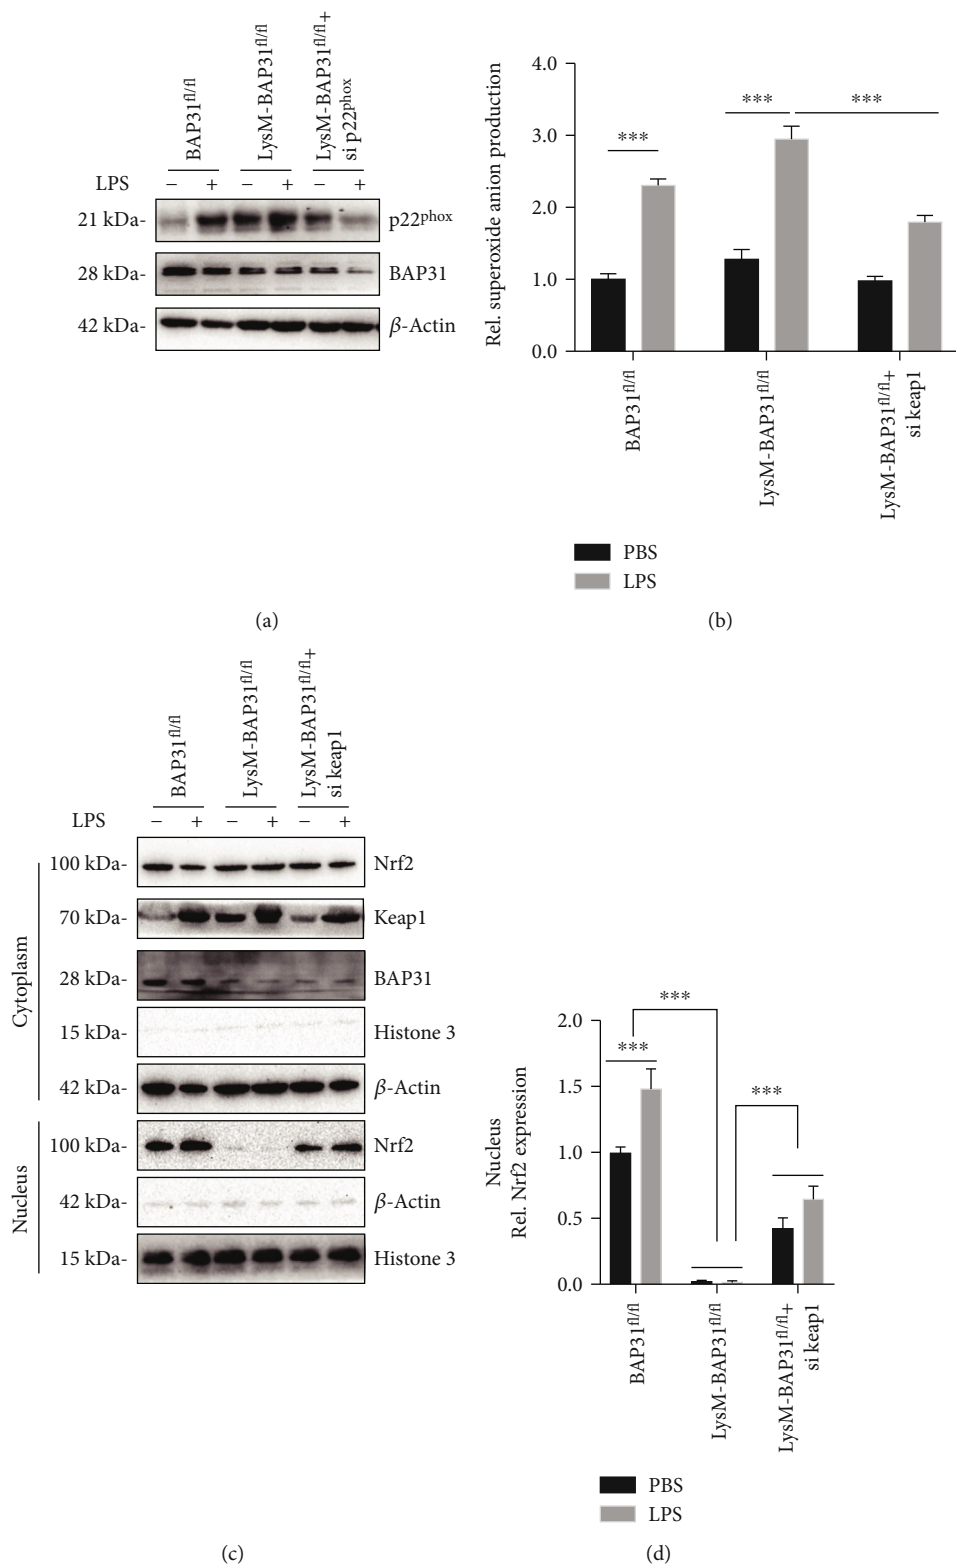 BAP31fl/fl
LysM-BAP31fl/fl
LysM-BAP31fl/fl+
si p22phox
LPS − + − + − +
21 kDa- p22phox
28 kDa- BAP31
42 kDa- β-Actin
(a)
Rel. superoxide anion production
4.0
3.0
2.0
1.0
0.0
***
***
***
BAP31fl/fl
LysM-BAP31fl/fl
LysM-BAP31fl/fl+
si keap1
PBS
LPS
(b)
BAP31fl/fl
LysM-BAP31fl/fl
LysM-BAP31fl/fl+
si keap1
LPS − + − + − +
Cytoplasm
100 kDa- Nrf2
70 kDa- Keap1
28 kDa- BAP31
15 kDa- Histone 3
42 kDa- β-Actin
Nucleus
100 kDa- Nrf2
42 kDa- β-Actin
15 kDa- Histone 3
(c)
Nucleus
Rel. Nrf2 expression
2.0
1.5
1.0
0.5
0.0
***
***
***
BAP31fl/fl
LysM-BAP31fl/fl
LysM-BAP31fl/fl+
si keap1
PBS
LPS
(d)